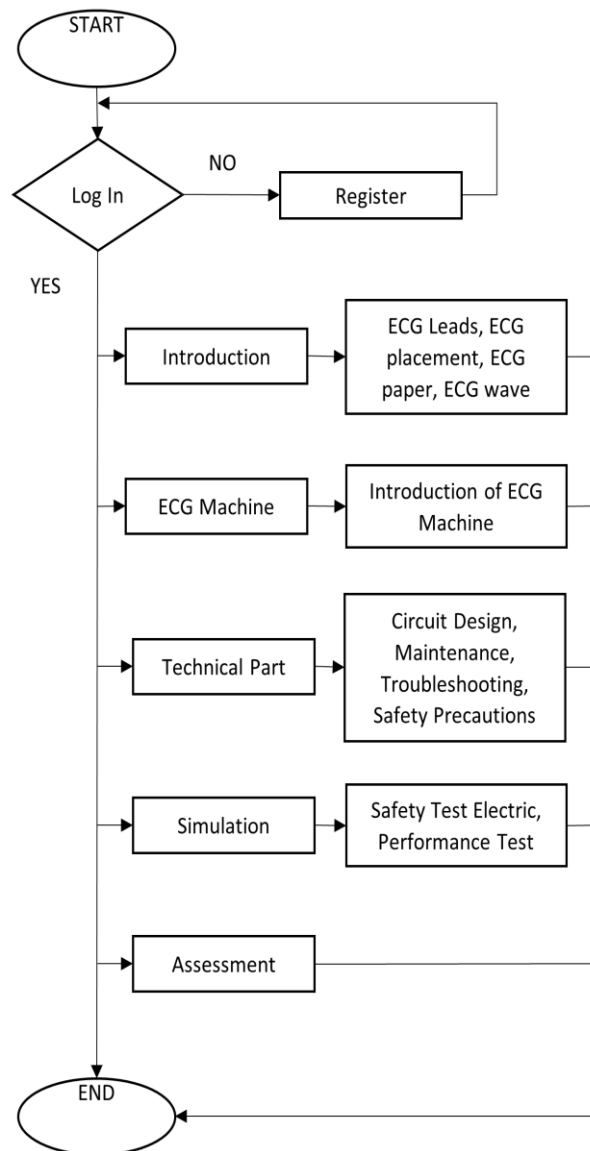 START
Log In
NO
Register
YES
Introduction
ECG Leads, ECG
placement, ECG
paper, ECG wave
ECG Machine
Introduction of ECG
Machine
Technical Part
Circuit Design,
Maintenance,
Troubleshooting,
Safety Precautions
Simulation
Safety Test Electric,
Performance Test
Assessment
END